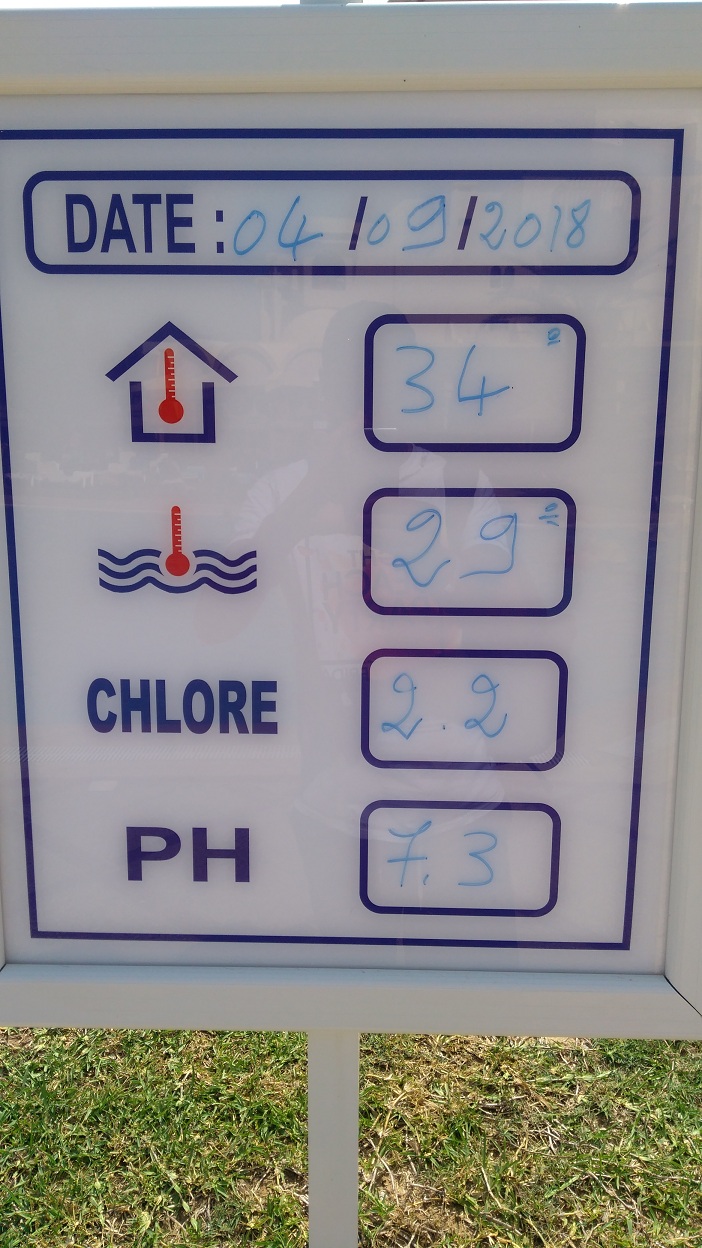 DATE : 04/09/2018
34
29
CHLORE 2.2
PH 7.3